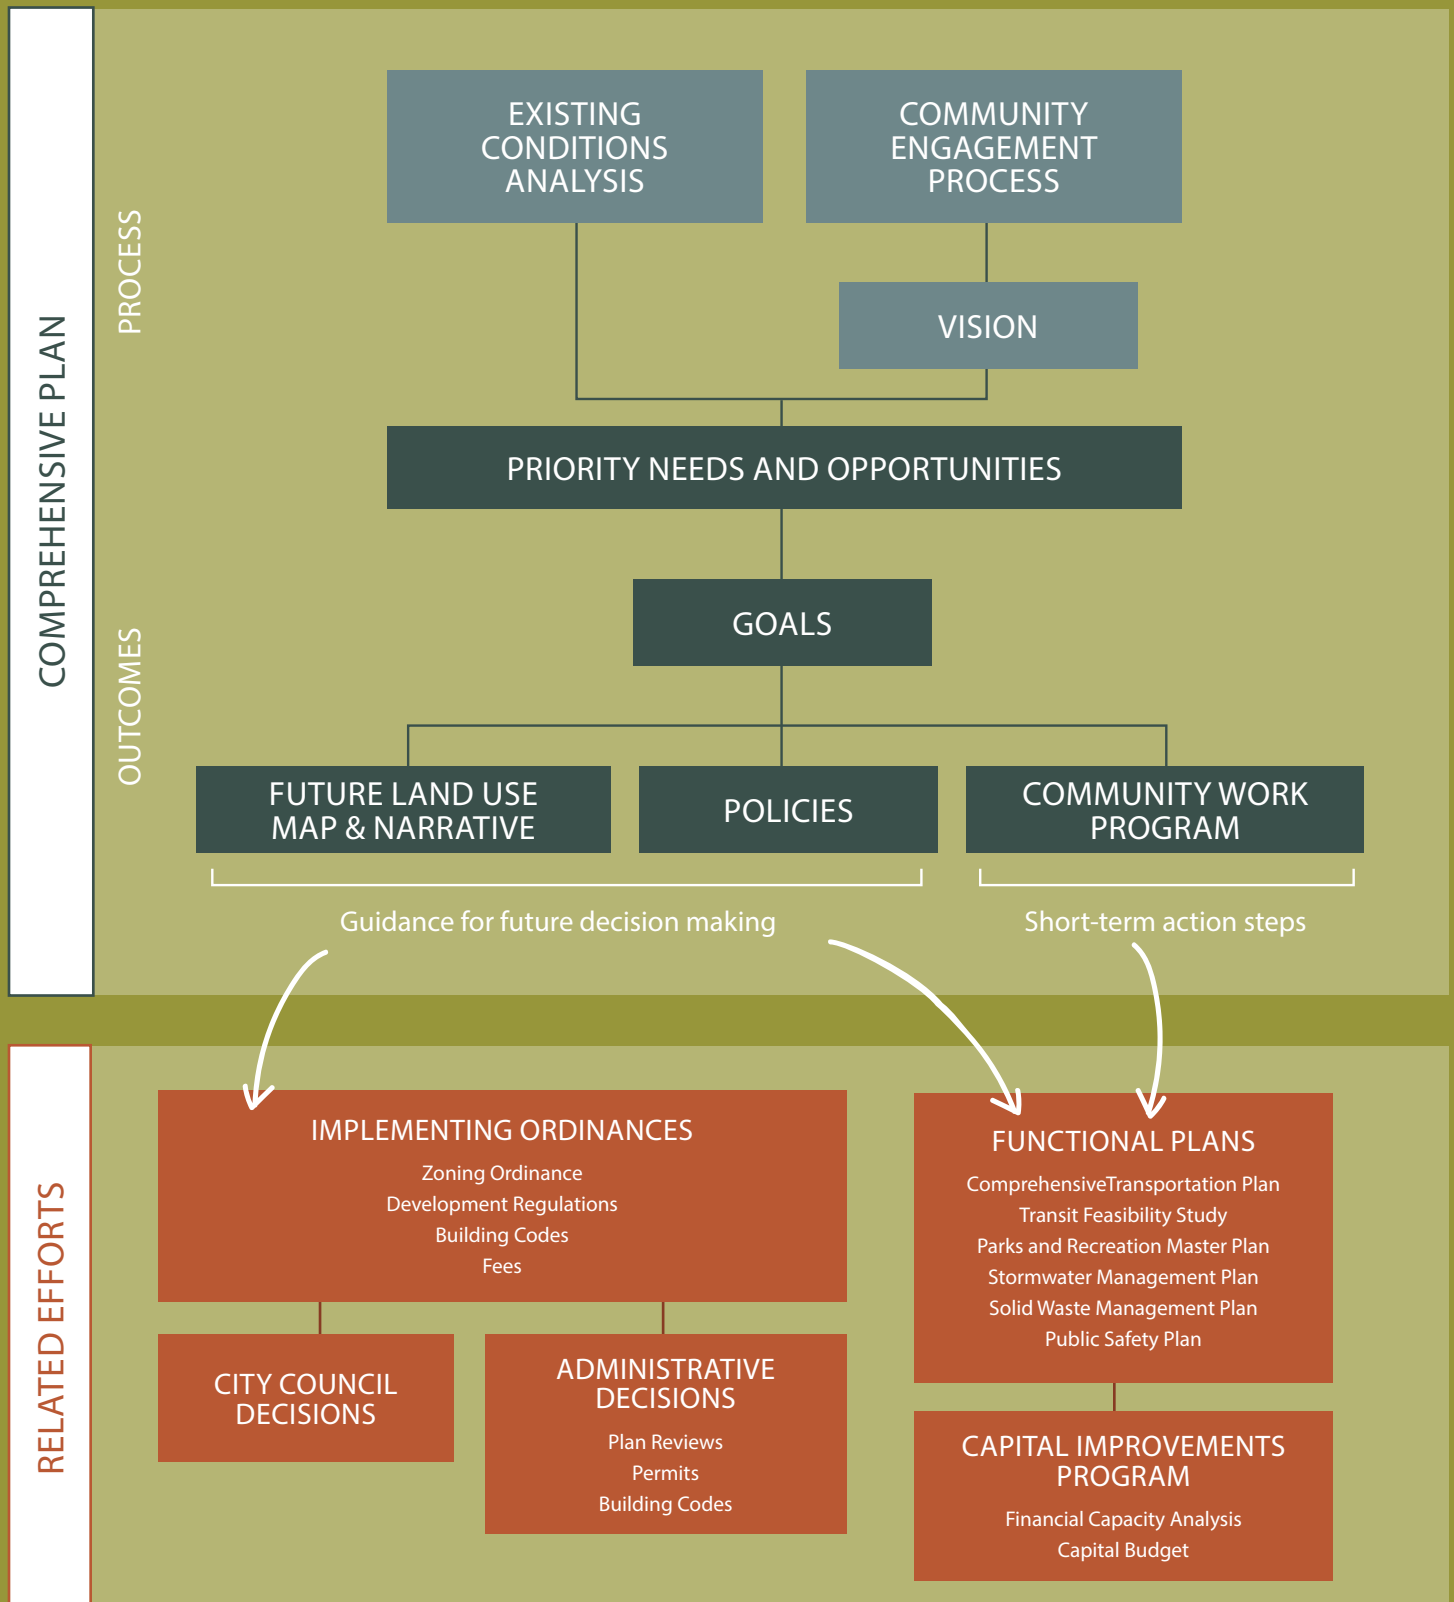 COMPREHENSIVE PLAN
PROCESS
EXISTING
CONDITIONS
ANALYSIS
COMMUNITY
ENGAGEMENT
PROCESS
VISION
PRIORITY NEEDS AND OPPORTUNITIES
OUTCOMES
GOALS
FUTURE LAND USE
MAP & NARRATIVE
POLICIES
COMMUNITY WORK
PROGRAM
Guidance for future decision making
Short-term action steps
RELATED EFFORTS
IMPLEMENTING ORDINANCES
Zoning Ordinance
Development Regulations
Building Codes
Fees
CITY COUNCIL
DECISIONS
ADMINISTRATIVE
DECISIONS
Plan Reviews
Permits
Building Codes
FUNCTIONAL PLANS
ComprehensiveTransportation Plan
Transit Feasibility Study
Parks and Recreation Master Plan
Stormwater Management Plan
Solid Waste Management Plan
Public Safety Plan
CAPITAL IMPROVEMENTS
PROGRAM
Financial Capacity Analysis
Capital Budget